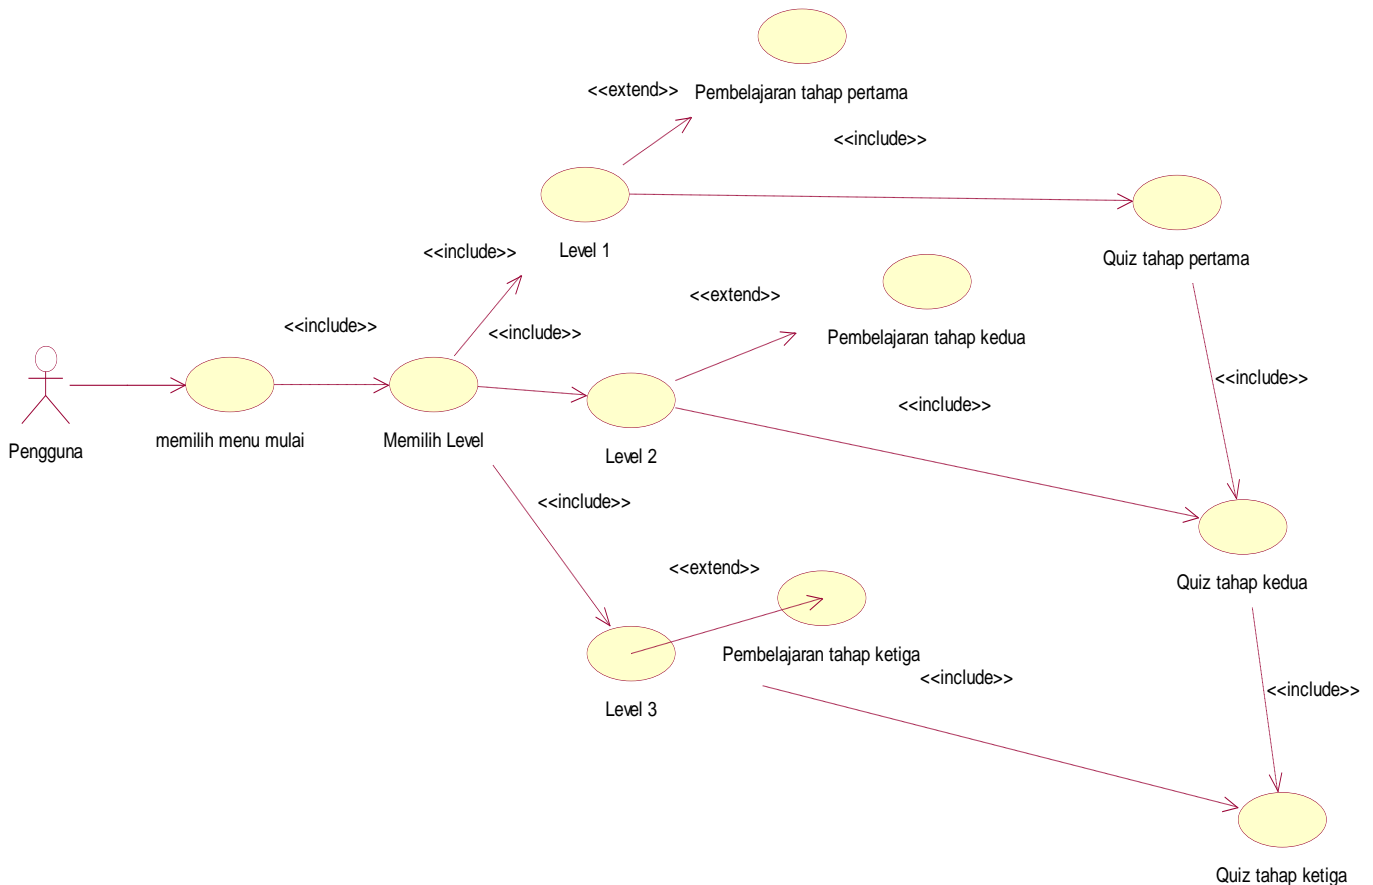 <<extend>>
Pembelajaran tahap pertama
<<include>>
<<include>>
Level 1
Quiz tahap pertama
<<extend>>
<<include>>
<<include>>
Pembelajaran tahap kedua
<<include>>
<<include>>
Pengguna
memilih menu mulai
Memilih Level
Level 2
<<include>>
<<extend>>
Quiz tahap kedua
Pembelajaran tahap ketiga
<<include>>
<<include>>
Level 3
Quiz tahap ketiga